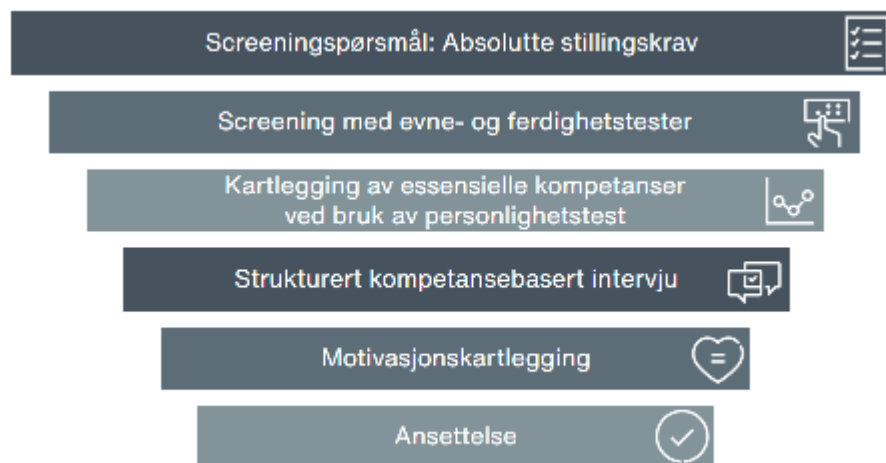 Screeningspørsmål: Absolutte stillingskrav
Screening med evne- og ferdighetstester
Kartlegging av essensielle kompetanser
ved bruk av personlighetstest
Strukturert kompetansebasert intervju
Motivasjonskartlegging
Ansettelse